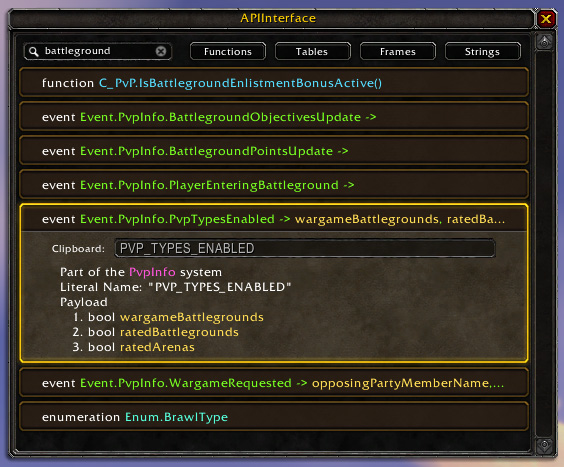 APIInterface
battleground
Functions
Tables
Frames
Strings
function C_PvP.IsBattlegroundEnlistmentBonusActive()
event Event.PvpInfo.BattlegroundObjectivesUpdate ->
event Event.PvpInfo.BattlegroundPointsUpdate ->
event Event.PvpInfo.PlayerEnteringBattleground ->
event Event.PvpInfo.PvpTypesEnabled -> wargameBattlegrounds, ratedBa...
Clipboard: PVP_TYPES_ENABLED
Part of the PvpInfo system
Literal Name: "PVP_TYPES_ENABLED"
Payload
1. bool wargameBattlegrounds
2. bool ratedBattlegrounds
3. bool ratedArenas
event Event.PvpInfo.WargameRequested -> opposingPartyMemberName,...
enumeration Enum.BrawlType